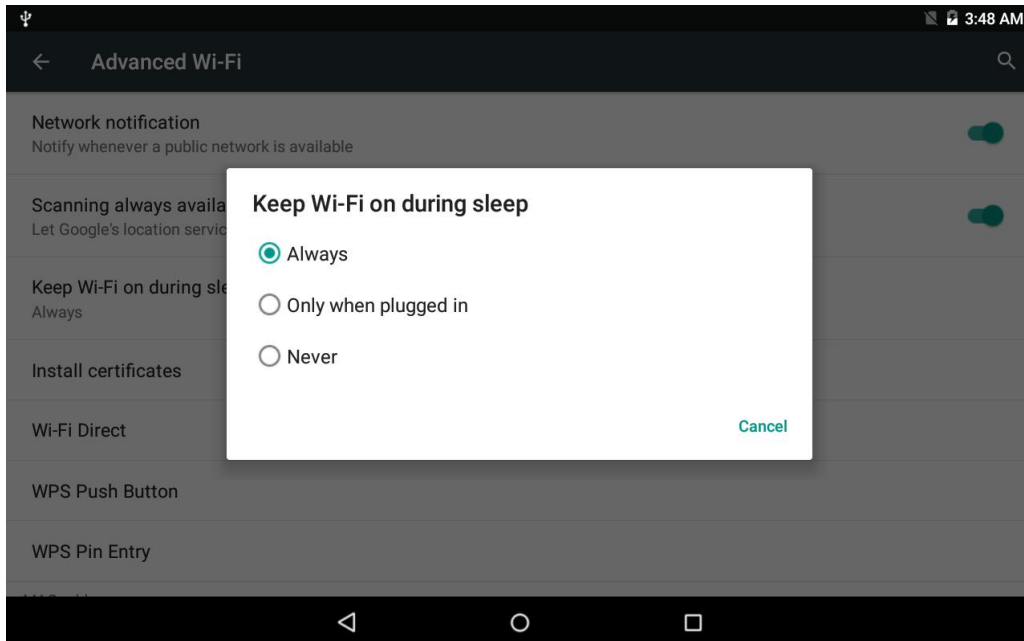 3:48 AM
Advanced Wi-Fi
Network notification
Notify whenever a public network is available
Scanning always availa
Let Google's location servic
Keep Wi-Fi on during sle
Always
Install certificates
Wi-Fi Direct
WPS Push Button
WPS Pin Entry
Keep Wi-Fi on during sleep
Always
Only when plugged in
Never
Cancel